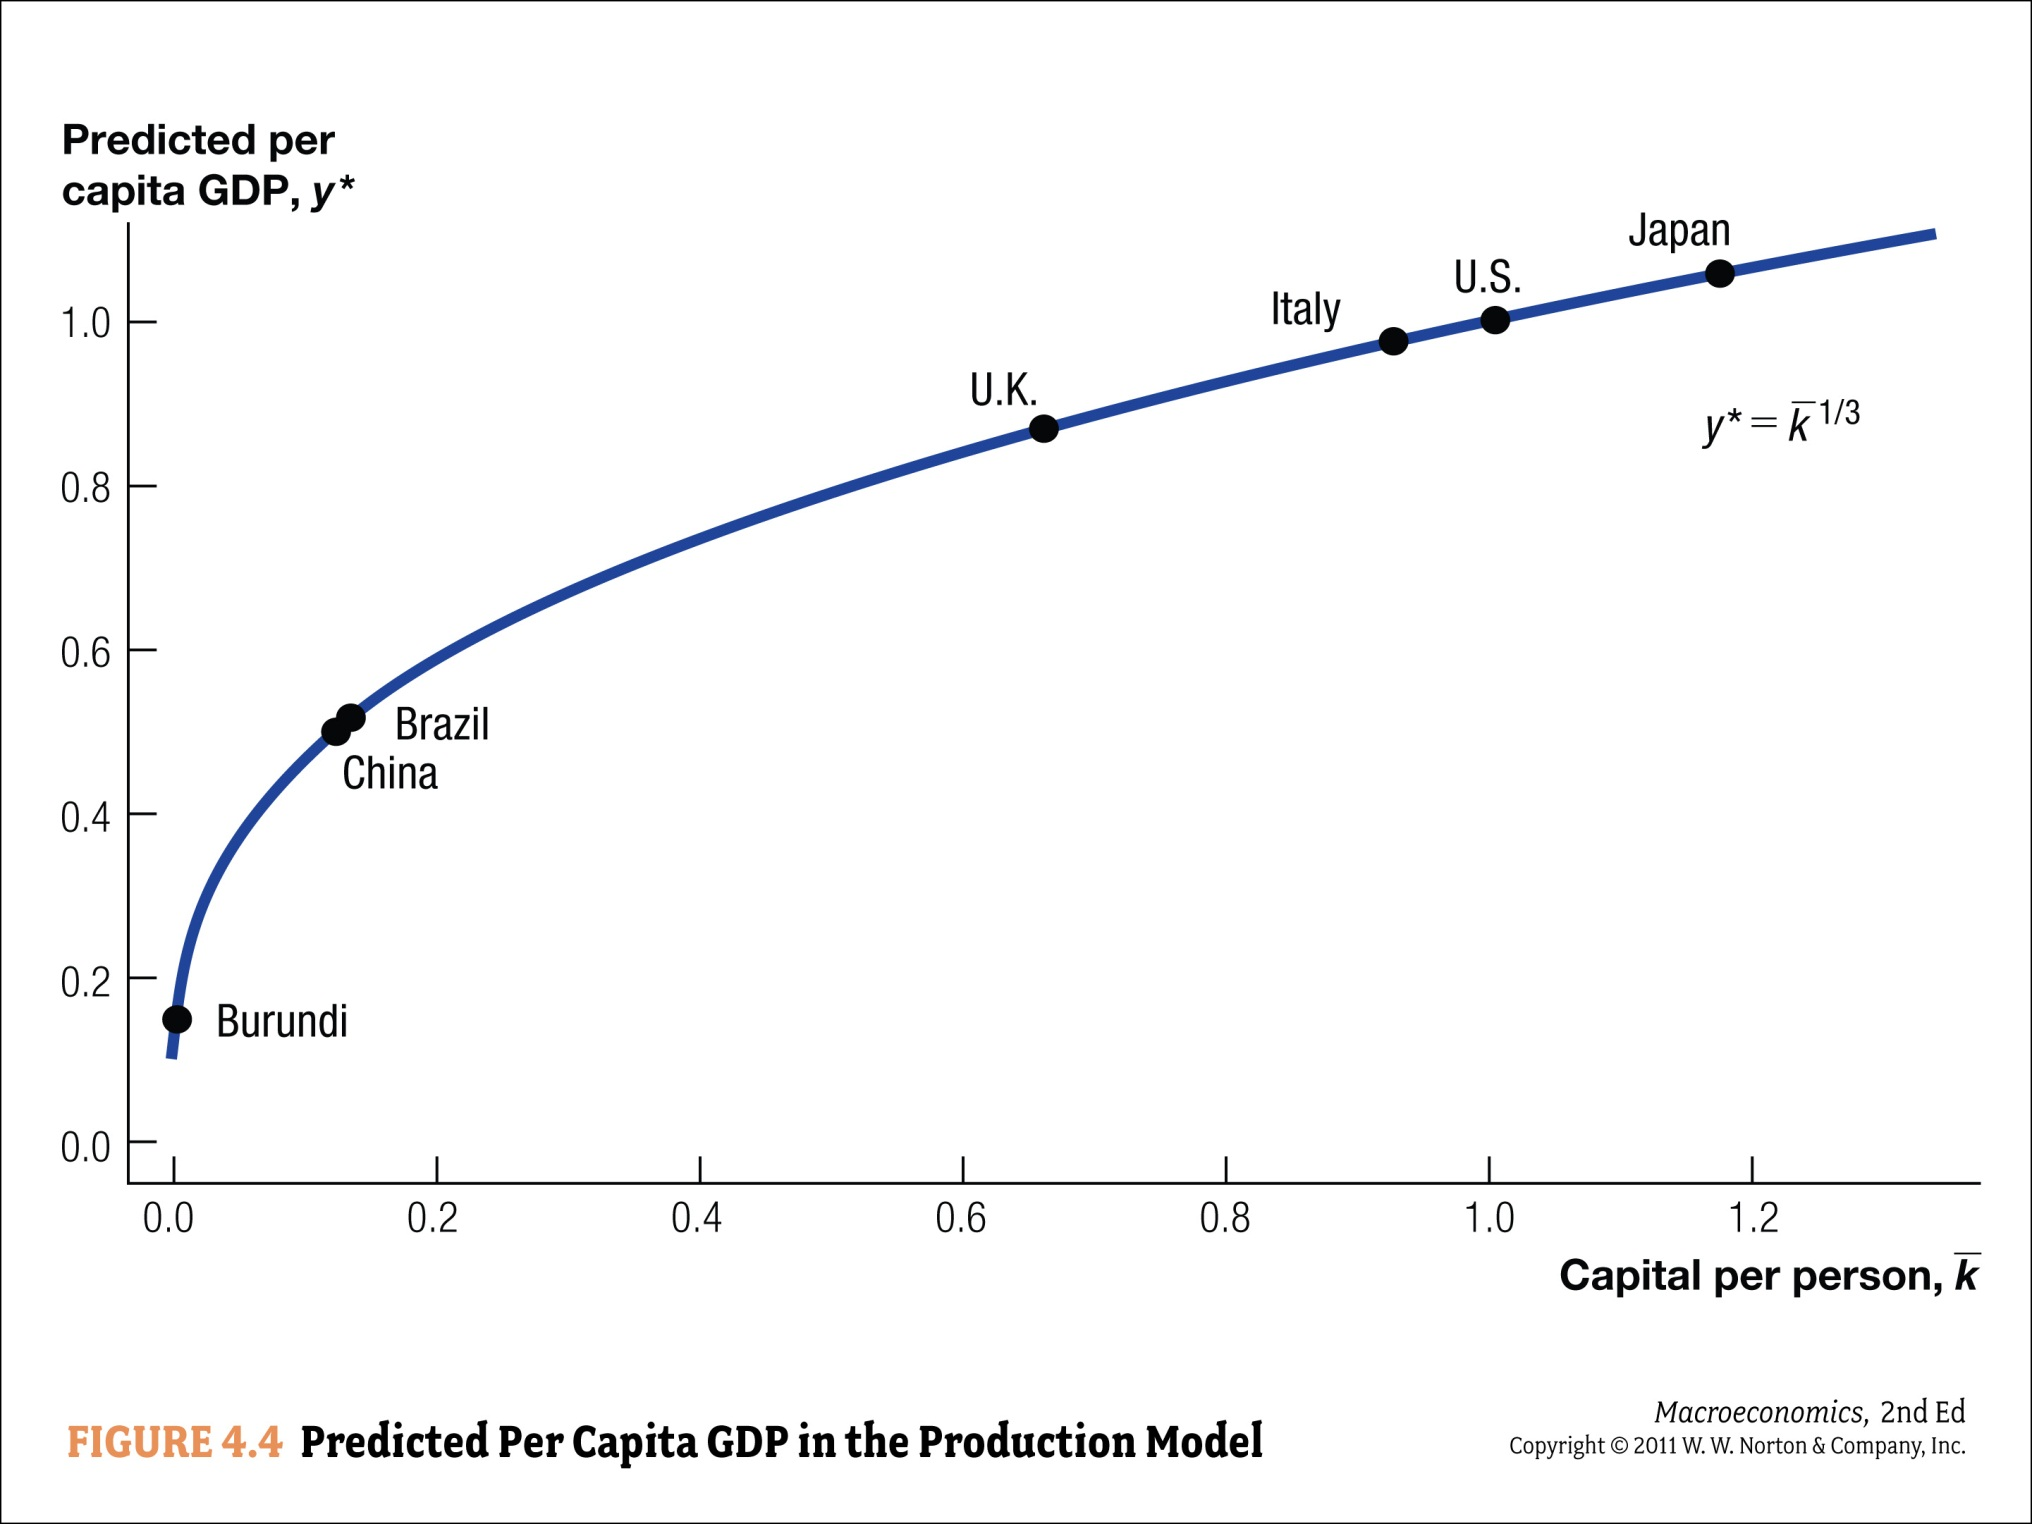 Predicted per
capita GDP, y*
Japan
U.S.
Italy
1.0
U.K.
y* = k̅ 1/3
0.8
0.6
Brazil
China
0.4
0.2
Burundi
0.0
0.0 0.2 0.4 0.6 0.8 1.0 1.2
Capital per person, k̅
FIGURE 4.4 Predicted Per Capita GDP in the Production Model
Macroeconomics, 2nd Ed
Copyright © 2011 W. W. Norton & Company, Inc.